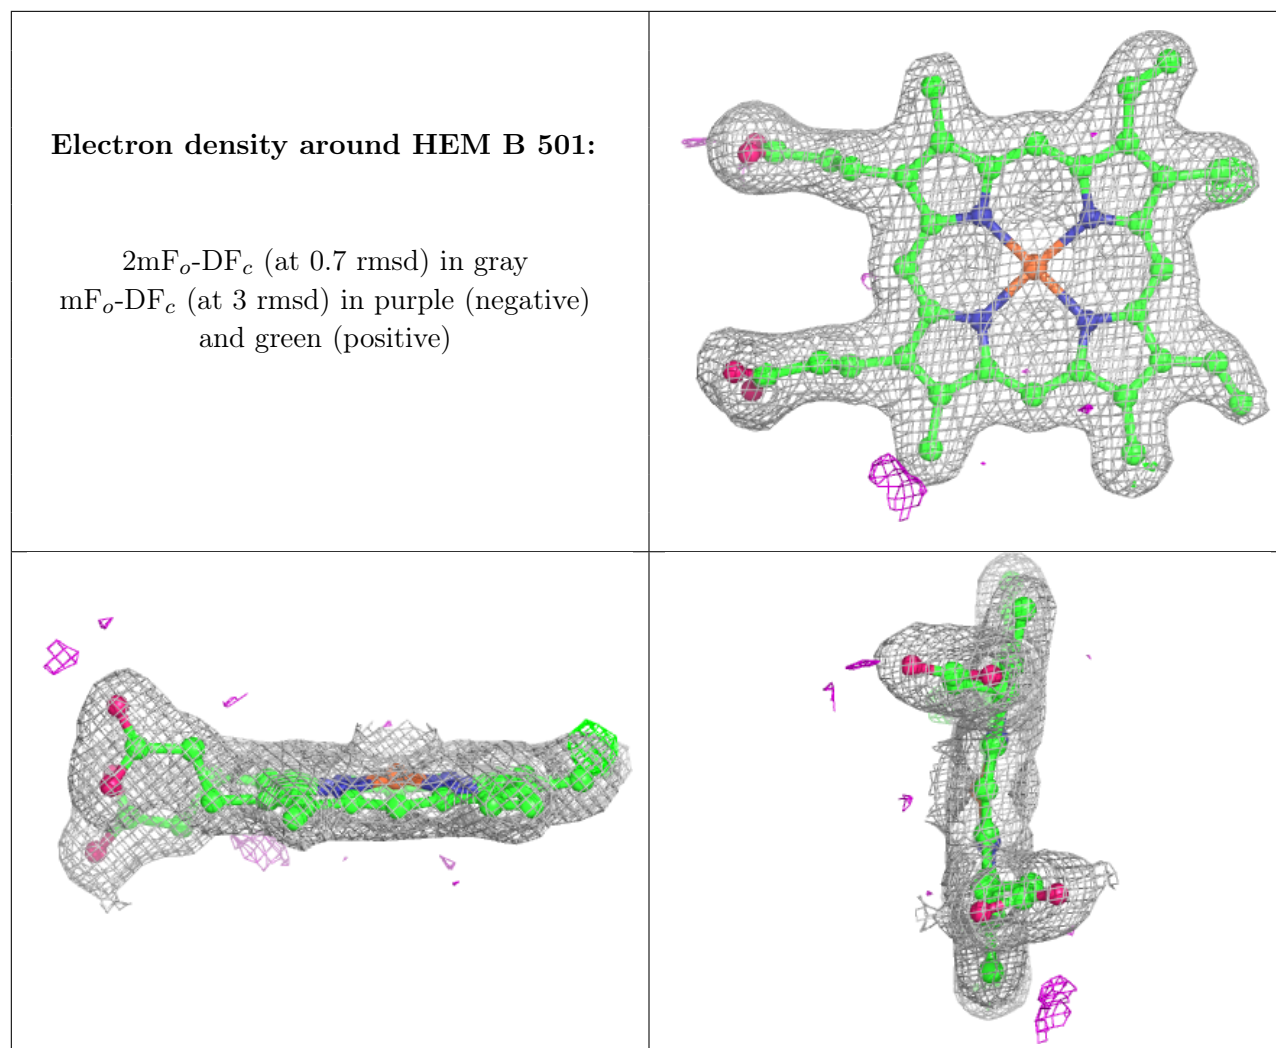 Electron density around HEM B 501:
2mFo-DFc (at 0.7 rmsd) in gray
mFo-DFc (at 3 rmsd) in purple (negative)
and green (positive)